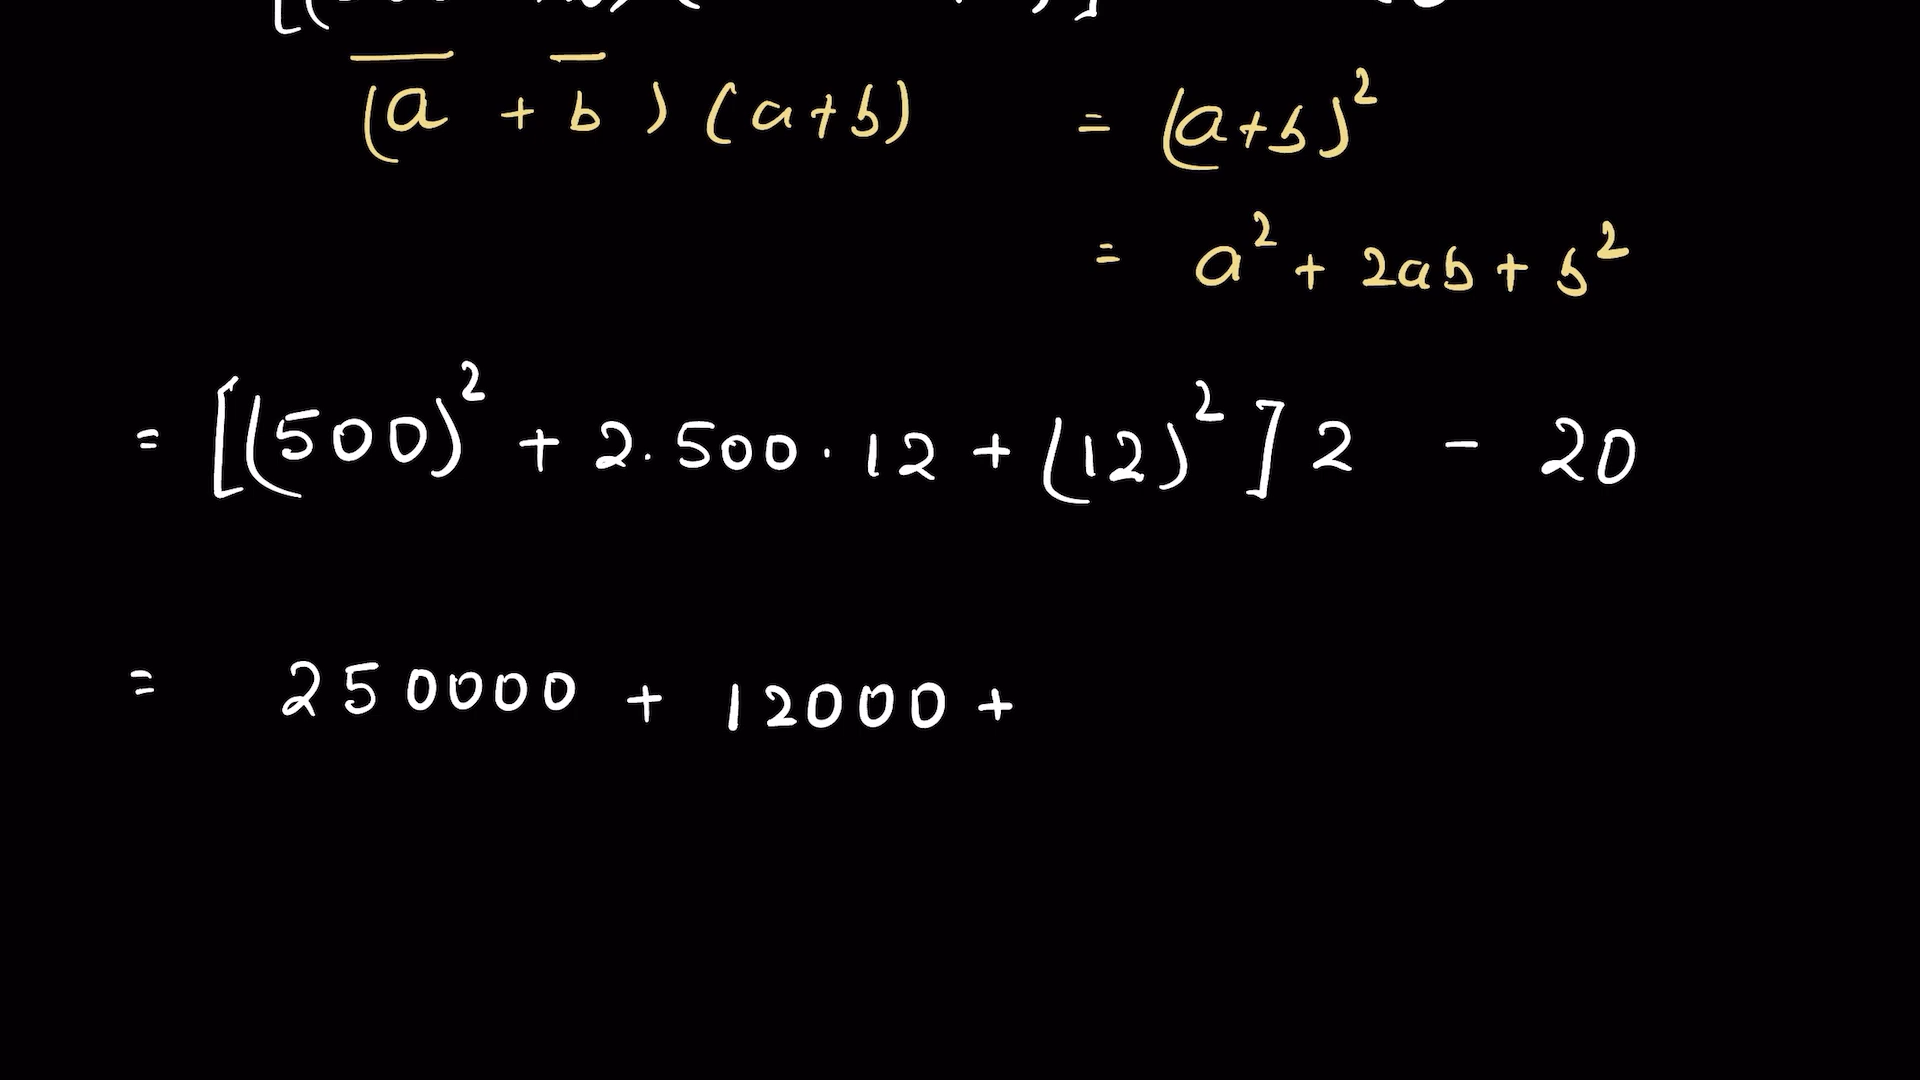 (a + b) (a+b) = (a+b)²
= a² + 2ab + b²
= [(500)² + 2.500.12 + (12)²] 2 - 20
= 250000 + 12000 +